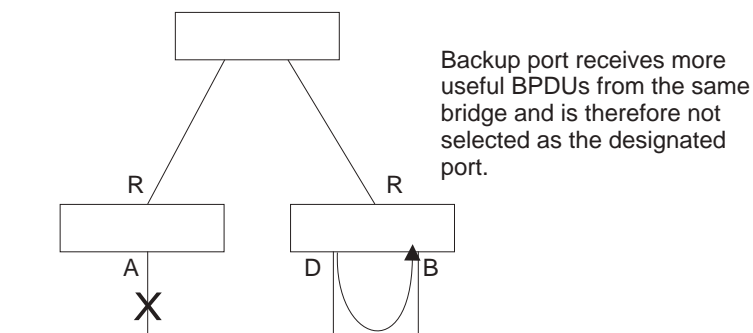 Backup port receives more
useful BPDUs from the same
bridge and is therefore not
selected as the designated
port.
R
R
A
D
B
X